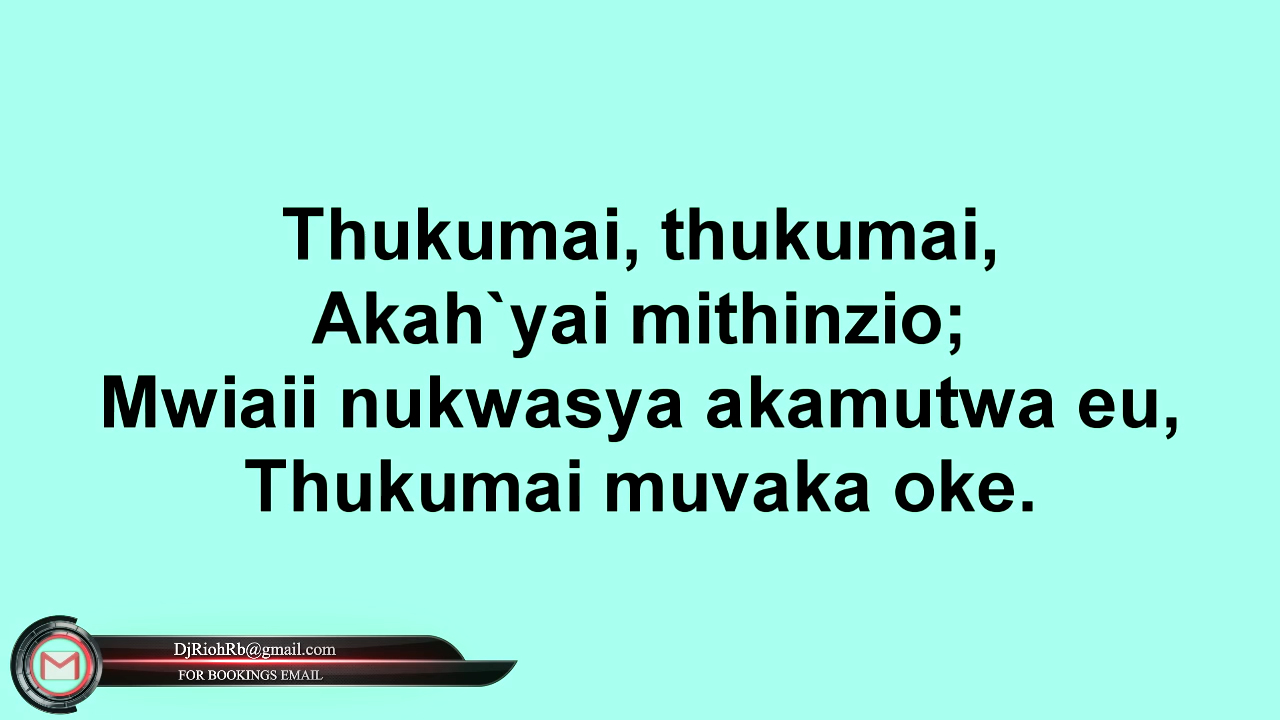 Thukumai, thukumai,
Akah`yai mithinzio;
Mwiaii nukwasya akamutwa eu,
Thukumai muvaka oke.
DjRiohRb@gmail.com
FOR BOOKINGS EMAIL